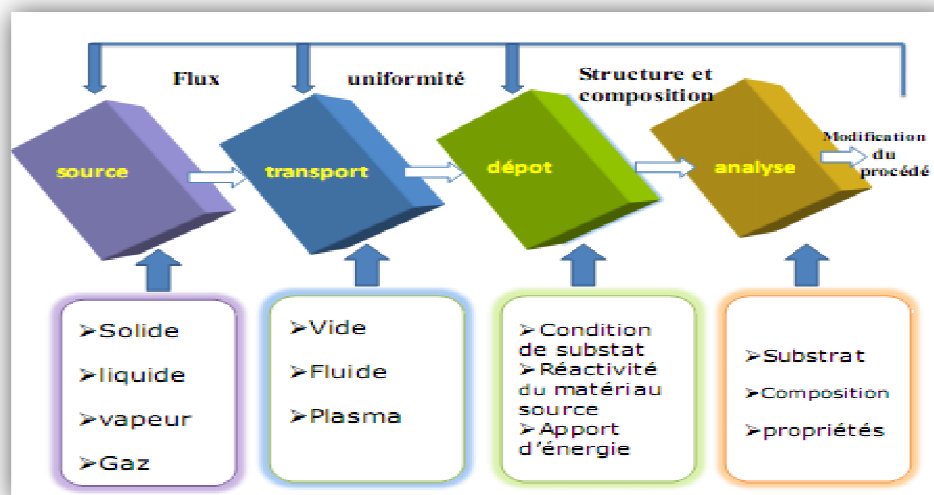 Flux
uniformité
Structure et
composition
source
transport
dépot
analyse
Modification
du
procédé
➢Solide
➢liquide
➢vapeur
➢Gaz
➢Vide
➢Fluide
➢Plasma
➢Condition
de substat
➢Réactivité
du matériau
source
➢Apport
d'énergie
➢Substrat
➢Composition
➢propriétés